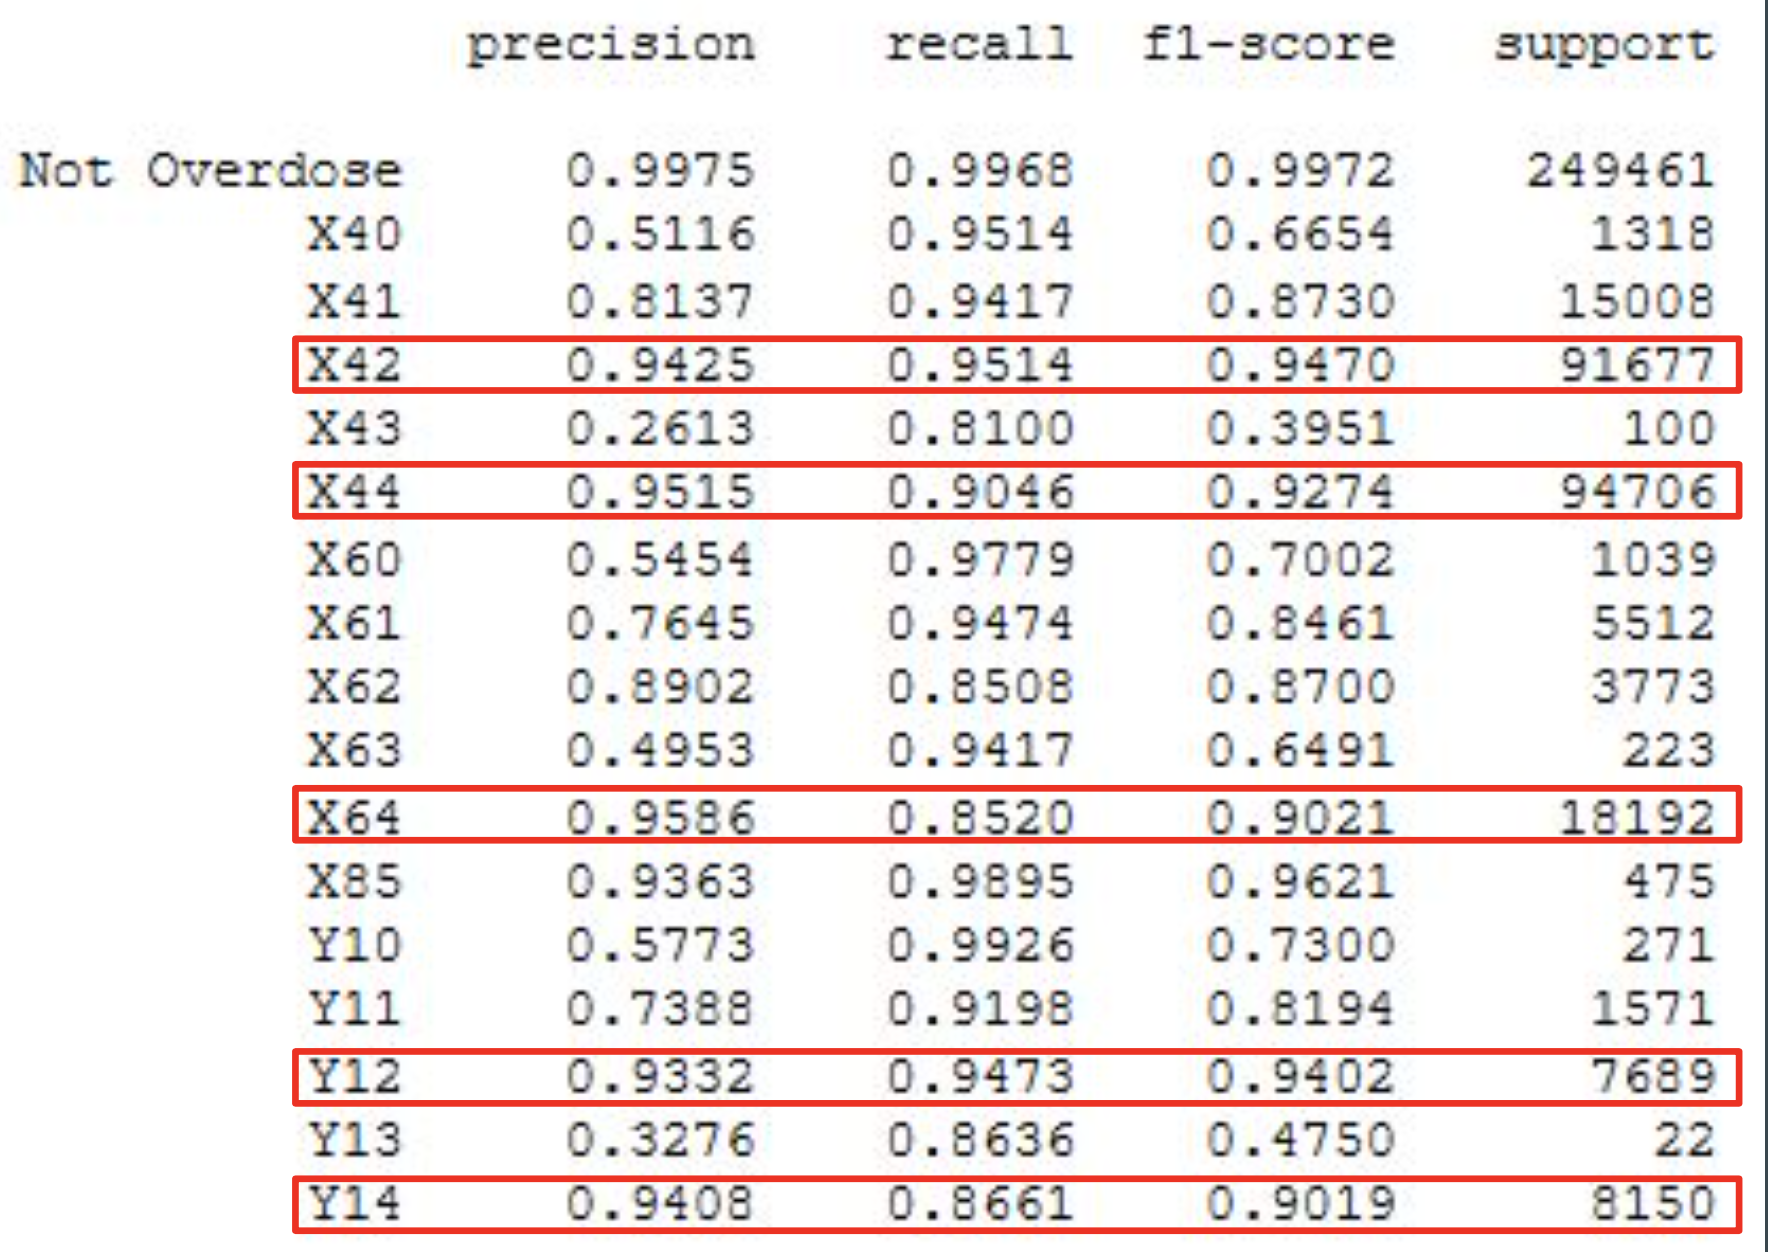 precision recall f1-score support
Not Overdose 0.9975 0.9968 0.9972 249461
X40 0.5116 0.9514 0.6654 1318
X41 0.8137 0.9417 0.8730 15008
X42 0.9425 0.9514 0.9470 91677
X43 0.2613 0.8100 0.3951 100
X44 0.9515 0.9046 0.9274 94706
X60 0.5454 0.9779 0.7002 1039
X61 0.7645 0.9474 0.8461 5512
X62 0.8902 0.8508 0.8700 3773
X63 0.4953 0.9417 0.6491 223
X64 0.9586 0.8520 0.9021 18192
X85 0.9363 0.9895 0.9621 475
Y10 0.5773 0.9926 0.7300 271
Y11 0.7388 0.9198 0.8194 1571
Y12 0.9332 0.9473 0.9402 7689
Y13 0.3276 0.8636 0.4750 22
Y14 0.9408 0.8661 0.9019 8150